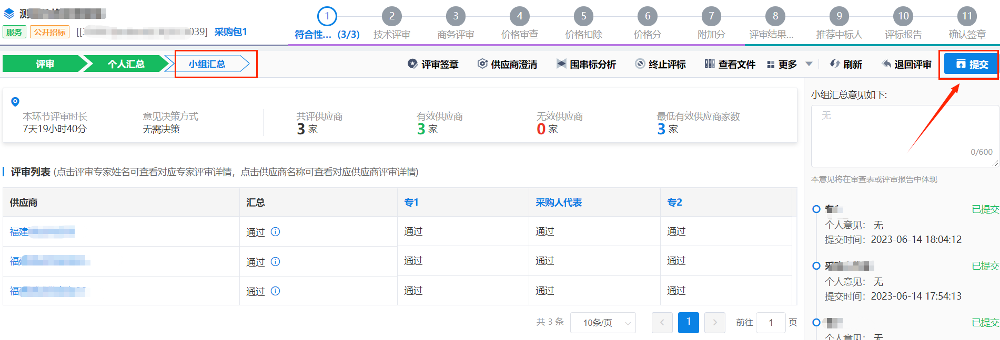 测
服务 公开招标 039] 采购包1
1 2 3 4 5 6 7 8 9 10 11
符合性... (3/3) 技术评审 商务评审 价格审查 价格扣除 价格分 附加分 评审结果... 推荐中标人 评标报告 确认签章
评审 个人汇总 小组汇总 评审签章 供应商澄清 围串标分析 终止评标 查看文件 更多 刷新 退回评审 提交
本环节评审时长 意见决策方式 共评供应商 有效供应商 无效供应商 最低有效供应商家数
7天19小时40分 无需决策 3 家 3 家 0 家 3 家
评审列表 (点击评审专家姓名可查看对应专家评审详情，点击供应商名称可查看对应供应商评审详情)
供应商 汇总 专1 采购人代表 专2
福建 通过 通过 通过 通过
福建 通过 通过 通过 通过
福建 通过 通过 通过 通过
共 3 条 10条/页 1 前往 1 页
小组汇总意见如下:
无
0/600
本意见将在审查表或评审报告中体现
已提交
个人意见： 无
提交时间： 2023-06-14 18:04:12
已提交
个人意见： 无
提交时间： 2023-06-14 17:54:13
已提交
个人意见： 无